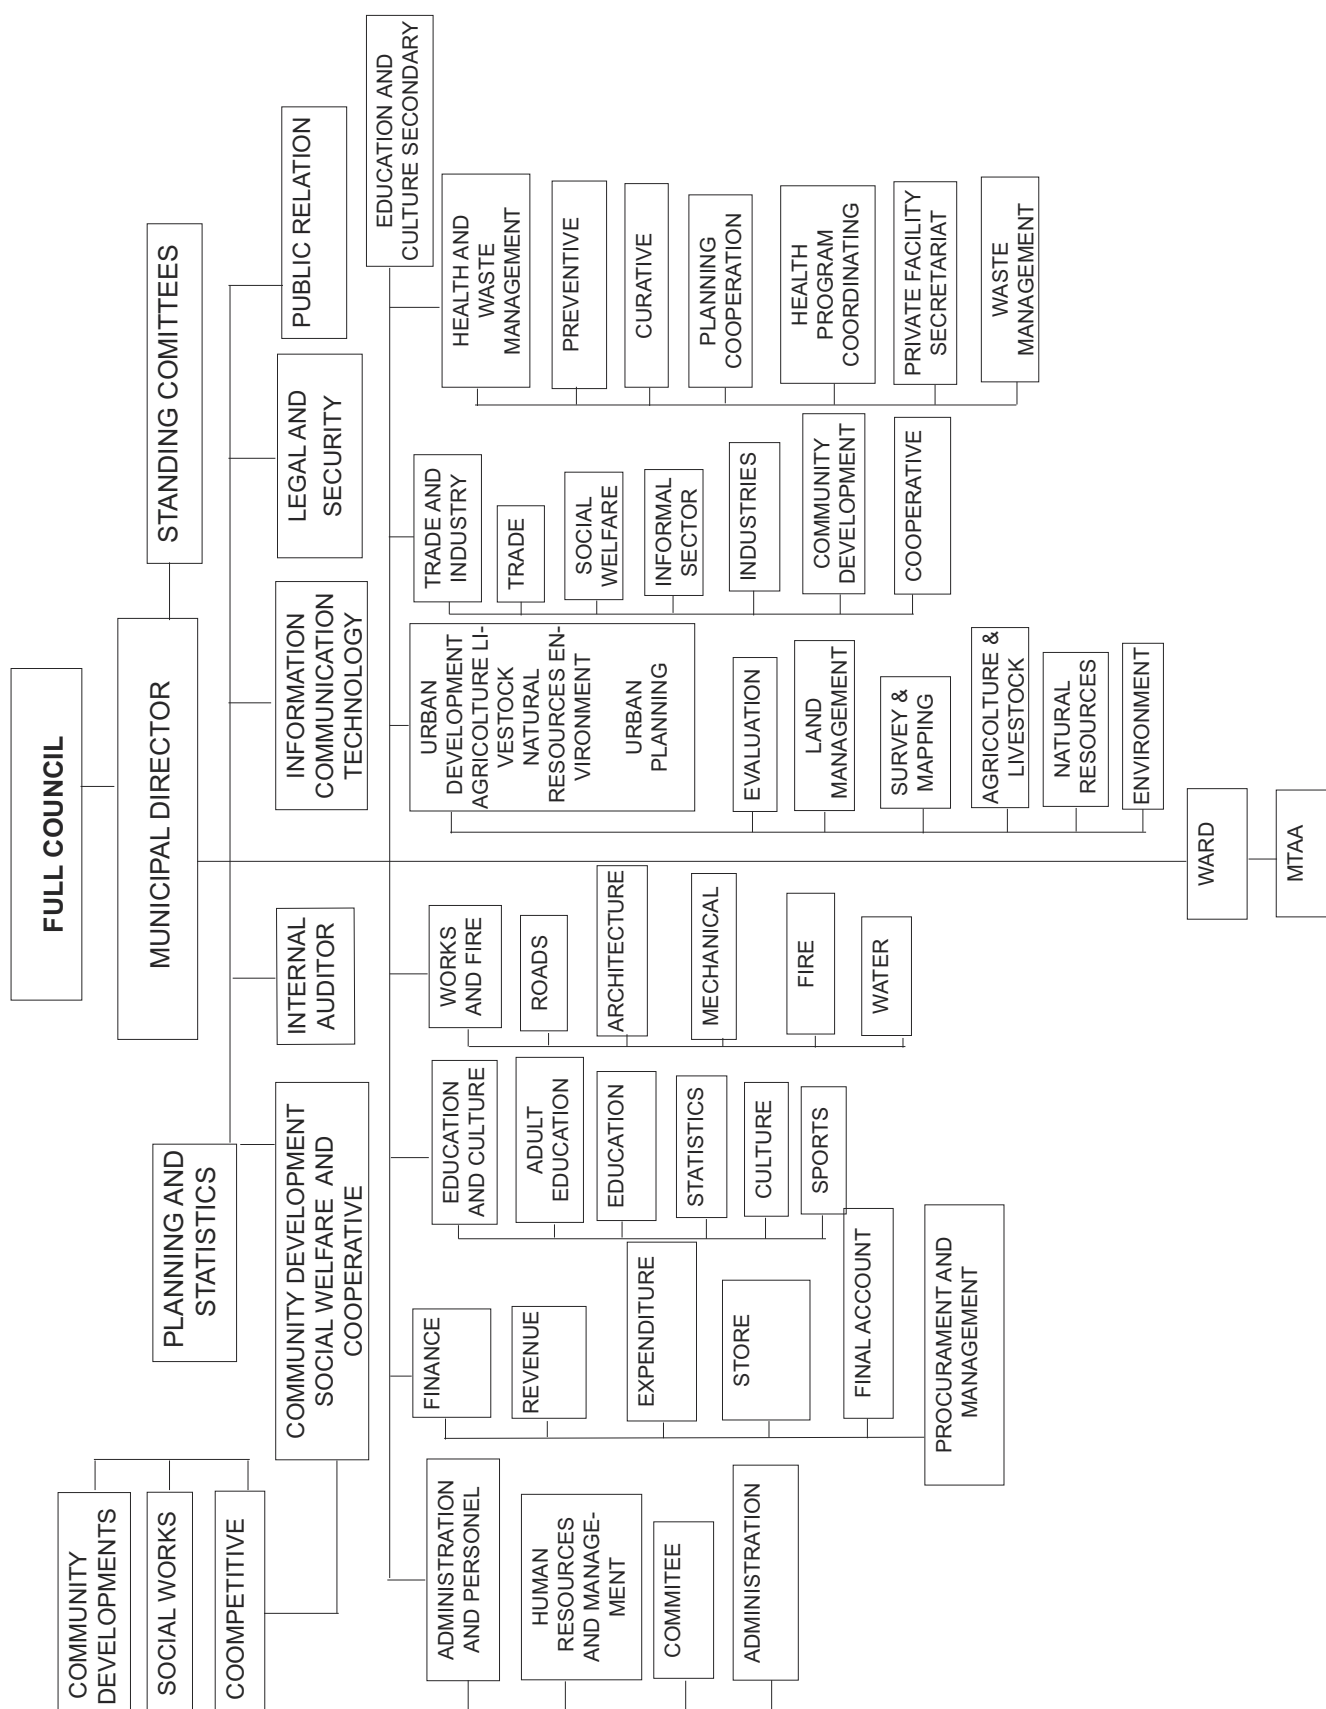 FULL COUNCIL
MUNICIPAL DIRECTOR
STANDING COMITTEES
PLANNING AND
STATISTICS
COMMUNITY
DEVELOPMENTS
SOCIAL WORKS
COOMPETITIVE
COMMUNITY DEVELOPMENT
SOCIAL WELFARE AND
COOPERATIVE
INTERNAL
AUDITOR
INFORMATION
COMMUNICATION
TECHNOLOGY
LEGAL AND
SECURITY
PUBLIC RELATION
EDUCATION AND
CULTURE SECONDARY
ADMINISTRATION
AND PERSONEL
HUMAN
RESOURCES
AND MANAGE-
MENT
COMMITEE
ADMINISTRATION
FINANCE
REVENUE
EXPENDITURE
STORE
FINAL ACCOUNT
PROCURAMENT AND
MANAGEMENT
EDUCATION
AND CULTURE
ADULT
EDUCATION
EDUCATION
STATISTICS
CULTURE
SPORTS
WORKS
AND FIRE
ROADS
ARCHITECTURE
MECHANICAL
FIRE
WATER
URBAN
DEVELOPMENT
AGRICOLTURE LI-
VESTOCK
NATURAL
RESOURCES EN-
VIRONMENT
URBAN
PLANNING
EVALUATION
LAND
MANAGEMENT
SURVEY &
MAPPING
AGRICOLTURE &
LIVESTOCK
NATURAL
RESOURCES
ENVIRONMENT
TRADE AND
INDUSTRY
TRADE
SOCIAL
WELFARE
INFORMAL
SECTOR
INDUSTRIES
COMMUNITY
DEVELOPMENT
COOPERATIVE
HEALTH AND
WASTE
MANAGEMENT
PREVENTIVE
CURATIVE
PLANNING
COOPERATION
HEALTH
PROGRAM
COORDINATING
PRIVATE FACILITY
SECRETARIAT
WASTE
MANAGEMENT
WARD
MTAA